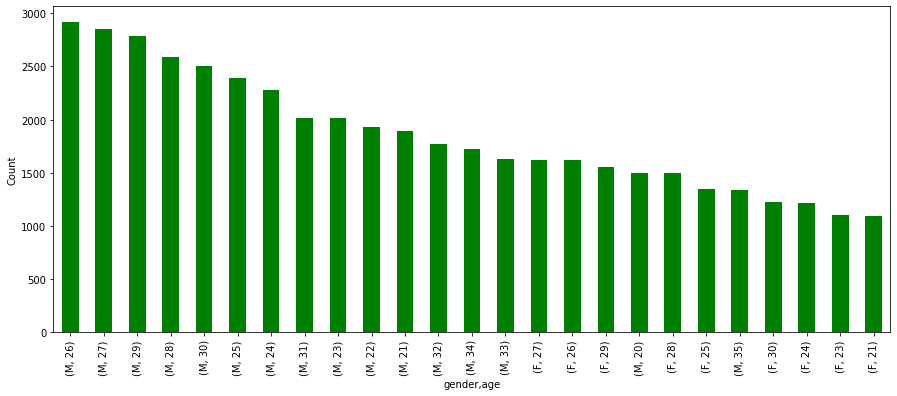 3000
2500
2000
1500
1000
500
0
Count
(M, 26)
(M, 27)
(M, 29)
(M, 28)
(M, 30)
(M, 25)
(M, 24)
(M, 31)
(M, 23)
(M, 22)
(M, 21)
(M, 32)
(M, 34)
(M, 33)
(F, 27)
(F, 26)
(F, 29)
(M, 20)
(F, 28)
(F, 25)
(M, 35)
(F, 30)
(F, 24)
(F, 23)
(F, 21)
gender,age